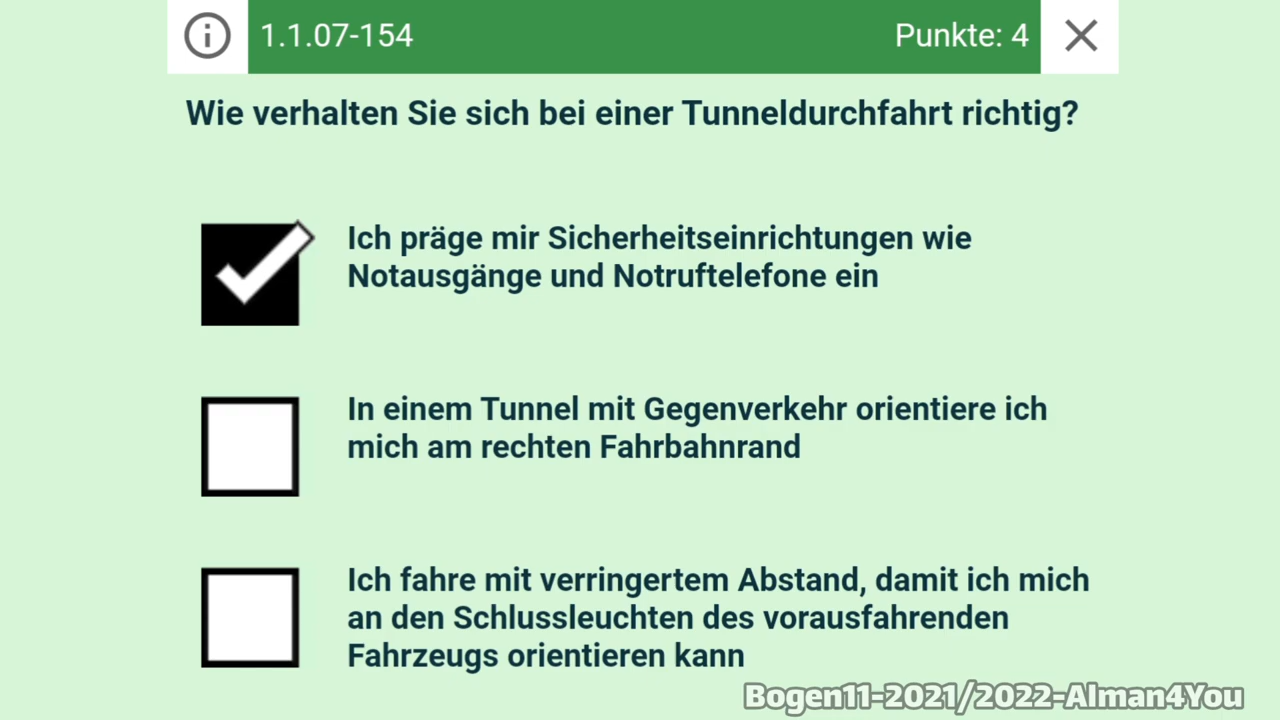 1.1.07-154 Punkte: 4
Wie verhalten Sie sich bei einer Tunneldurchfahrt richtig?
Ich präge mir Sicherheitseinrichtungen wie
Notausgänge und Notruftelefone ein
In einem Tunnel mit Gegenverkehr orientiere ich
mich am rechten Fahrbahnrand
Ich fahre mit verringertem Abstand, damit ich mich
an den Schlussleuchten des vorausfahrenden
Fahrzeugs orientieren kann
Bogen11-2021/2022-Alman4You